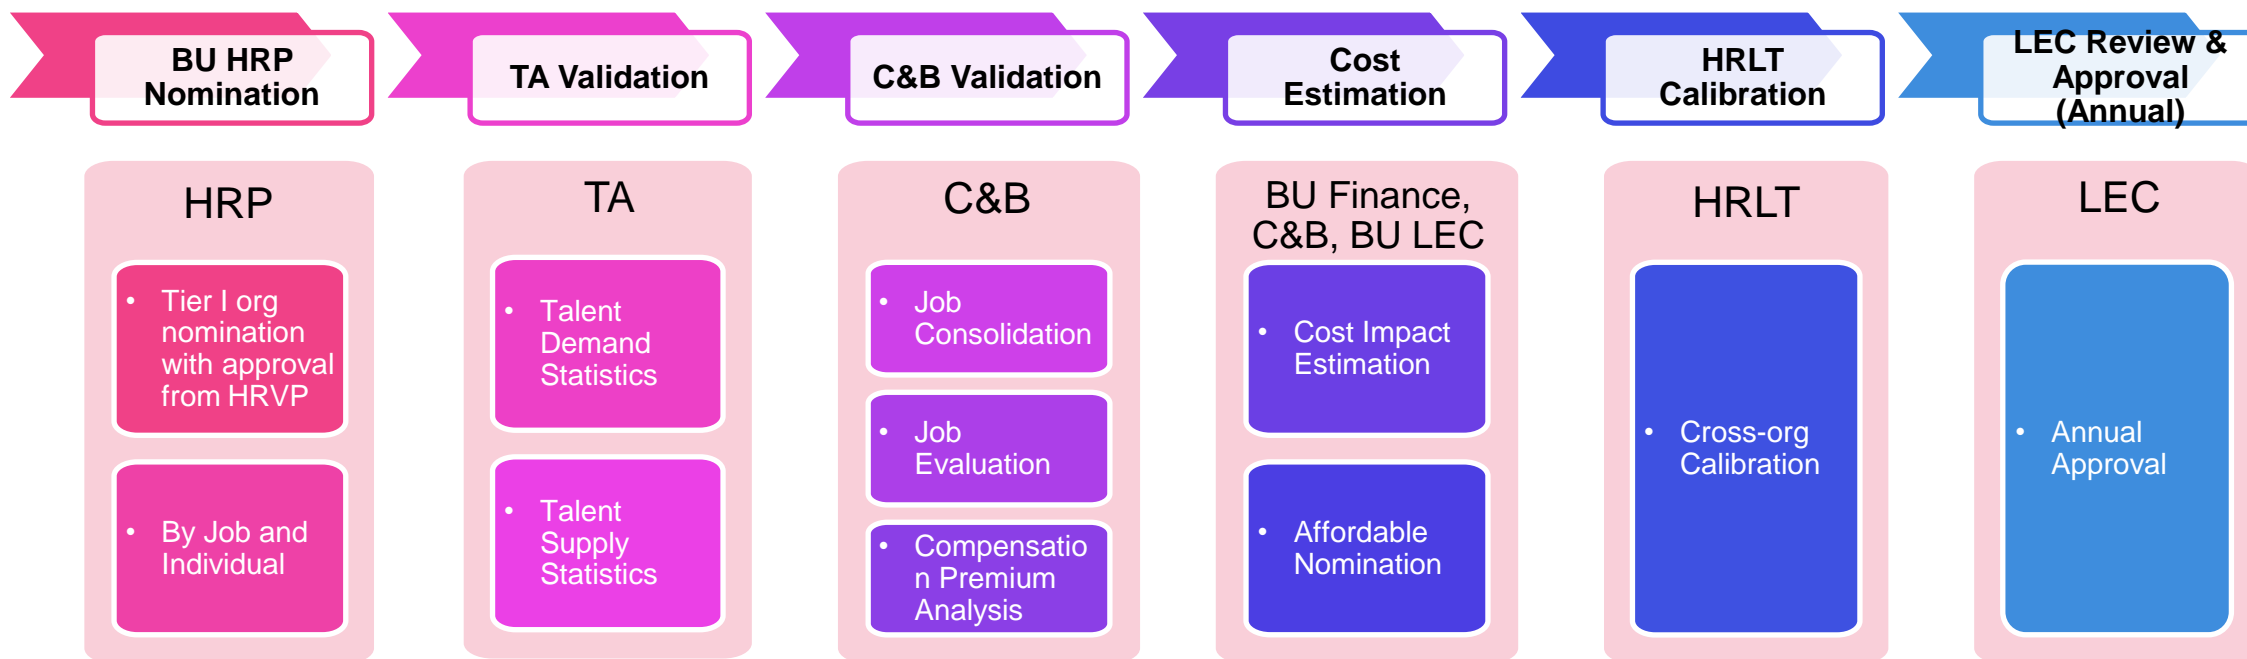 BU HRP
Nomination
TA Validation
C&B Validation
Cost
Estimation
HRLT
Calibration
LEC Review &
Approval
(Annual)
HRP
• Tier I org
nomination
with approval
from HRVP
• By Job and
Individual
TA
• Talent
Demand
Statistics
• Talent
Supply
Statistics
C&B
• Job
Consolidation
• Job
Evaluation
• Compensatio
n Premium
Analysis
BU Finance,
C&B, BU LEC
• Cost Impact
Estimation
• Affordable
Nomination
HRLT
• Cross-org
Calibration
LEC
• Annual
Approval